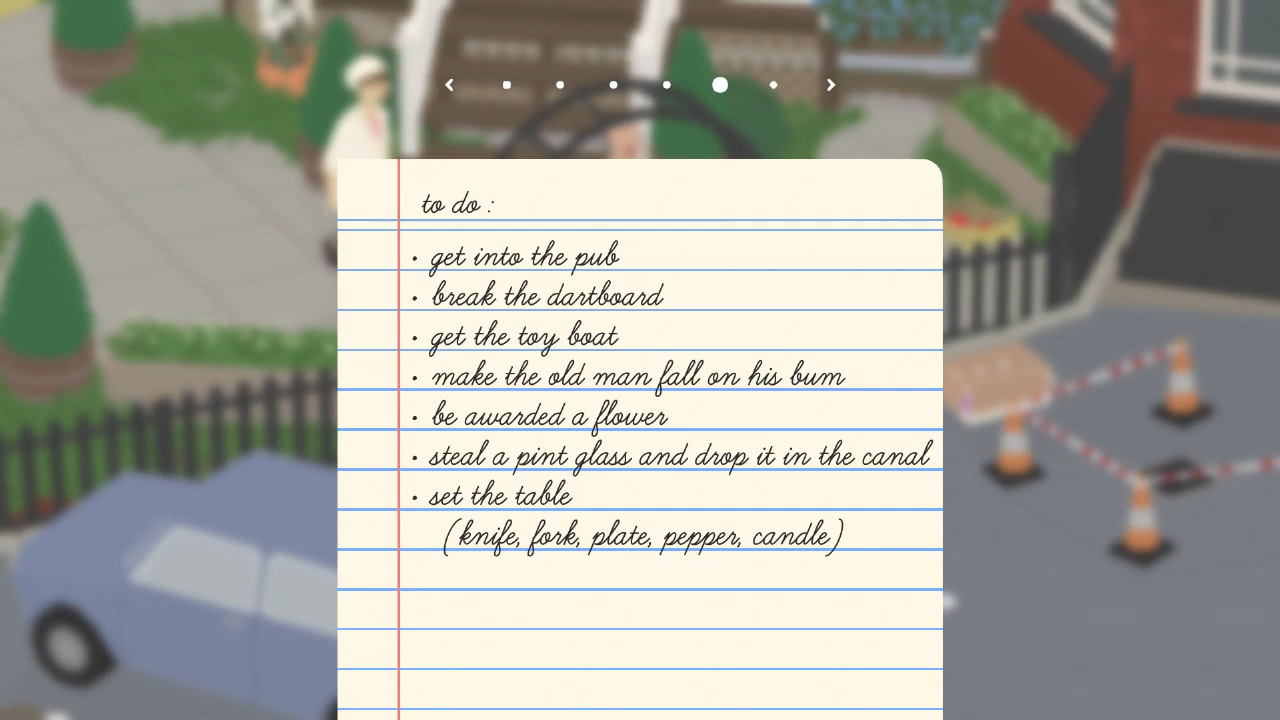 to do :
• get into the pub
• break the dartboard
• get the toy boat
• make the old man fall on his bum
• be awarded a flower
• steal a pint glass and drop it in the canal
• set the table
(knife, fork, plate, pepper, candle)